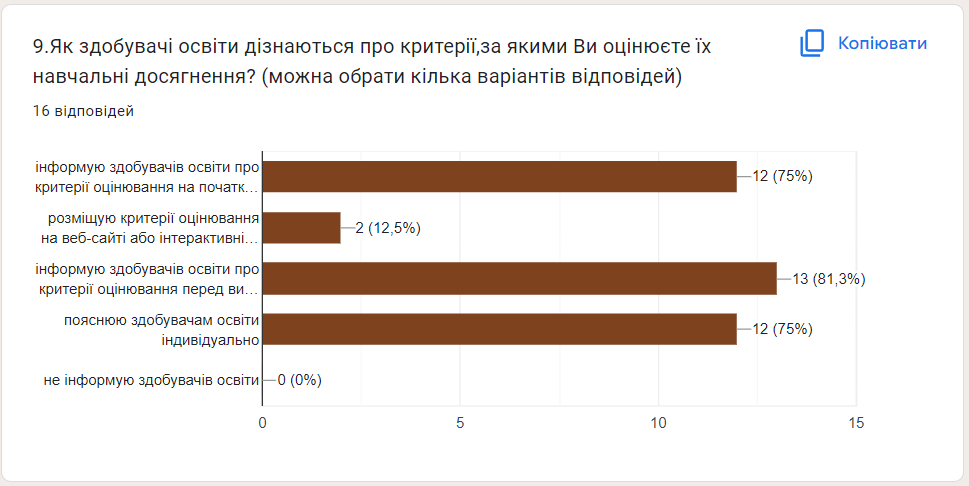 9.Як здобувачі освіти дізнаються про критерії,за якими Ви оцінюєте їх
навчальні досягнення? (можна обрати кілька варіантів відповідей)
Копіювати
16 відповідей
інформую здобувачів освіти про
критерії оцінювання на початк…
12 (75%)
розміщую критерії оцінювання
на веб-сайті або інтерактивні…
2 (12,5%)
інформую здобувачів освіти про
критерії оцінювання перед ви…
13 (81,3%)
пояснюю здобувачам освіти
індивідуально
12 (75%)
не інформую здобувачів освіти
0 (0%)
0 5 10 15